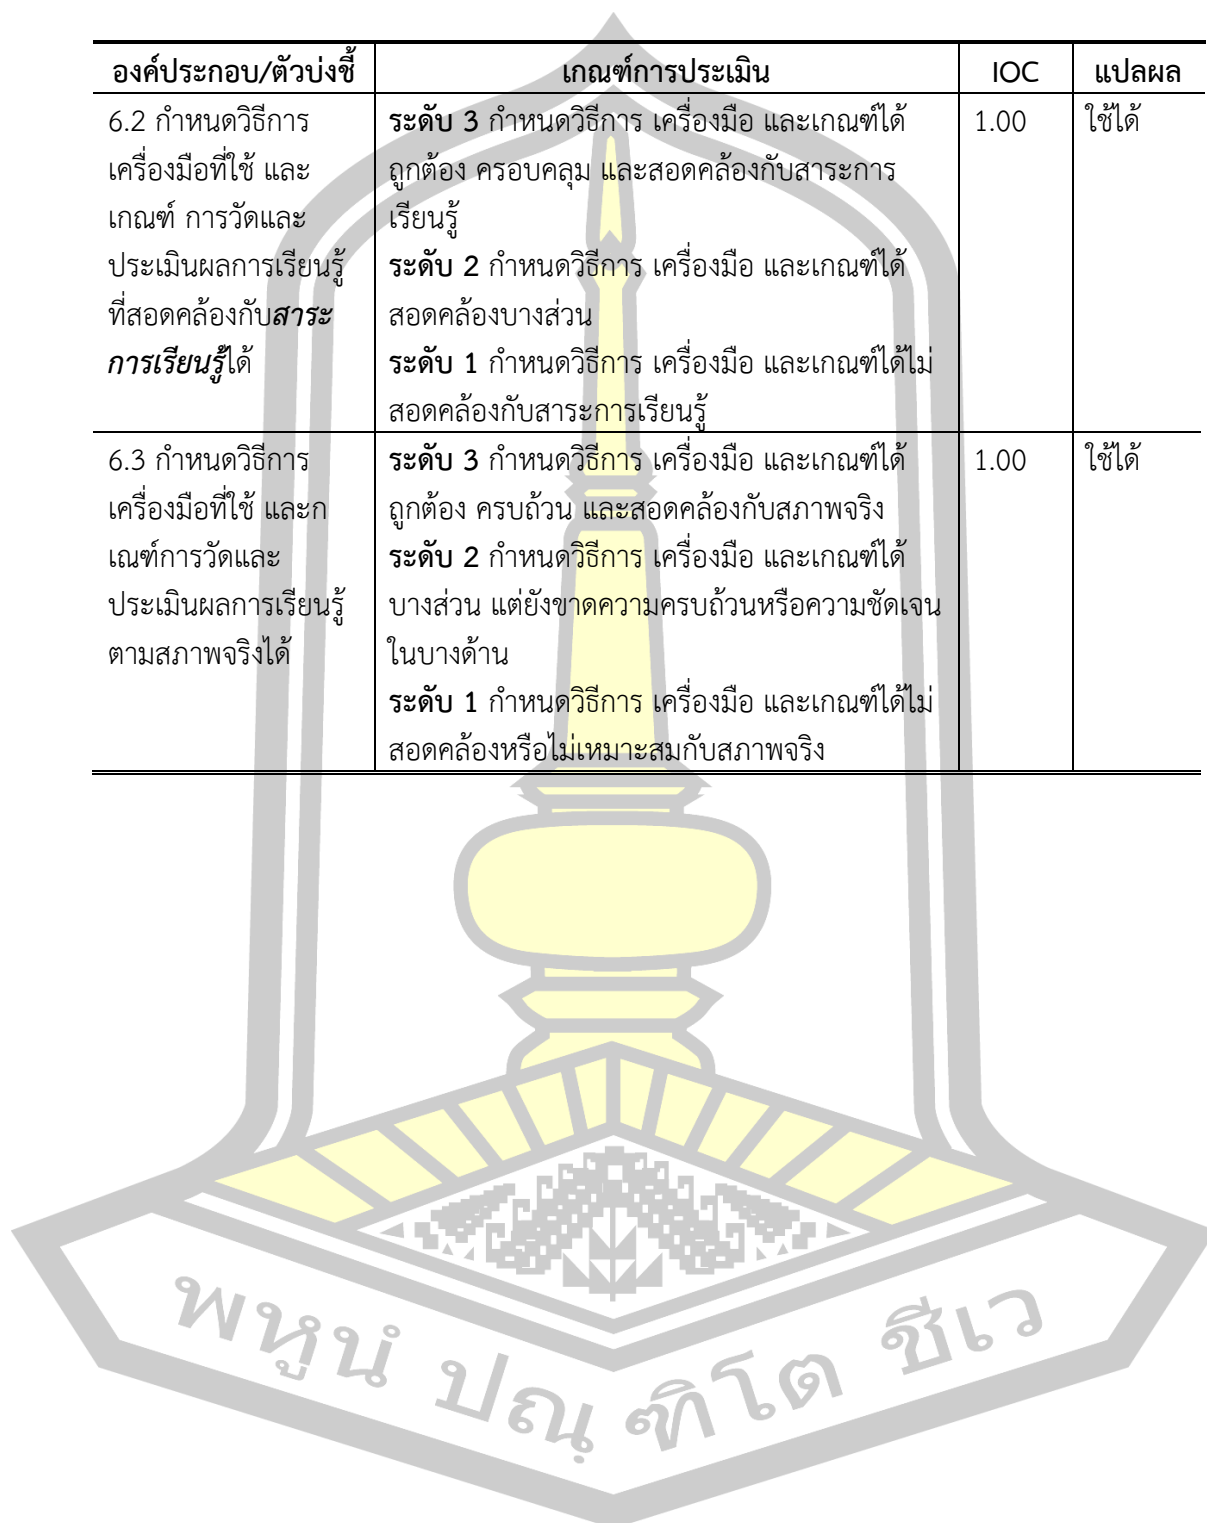 องค์ประกอบ/ตัวบ่งชี้ เกณฑ์การประเมิน IOC แปลผล
6.2 กำหนดวิธีการ
เครื่องมือที่ใช้ และ
เกณฑ์ การวัดและ
ประเมินผลการเรียนรู้
ที่สอดคล้องกับสาระ
การเรียนรู้ได้
ระดับ 3 กำหนดวิธีการ เครื่องมือ และเกณฑ์ได้
ถูกต้อง ครอบคลุม และสอดคล้องกับสาระการ
เรียนรู้
ระดับ 2 กำหนดวิธีการ เครื่องมือ และเกณฑ์ได้
สอดคล้องบางส่วน
ระดับ 1 กำหนดวิธีการ เครื่องมือ และเกณฑ์ได้ไม่
สอดคล้องกับสาระการเรียนรู้
1.00
ใช้ได้
6.3 กำหนดวิธีการ
เครื่องมือที่ใช้ และก
เณฑ์การวัดและ
ประเมินผลการเรียนรู้
ตามสภาพจริงได้
ระดับ 3 กำหนดวิธีการ เครื่องมือ และเกณฑ์ได้
ถูกต้อง ครบถ้วน และสอดคล้องกับสภาพจริง
ระดับ 2 กำหนดวิธีการ เครื่องมือ และเกณฑ์ได้
บางส่วน แต่ยังขาดความครบถ้วนหรือความชัดเจน
ในบางด้าน
ระดับ 1 กำหนดวิธีการ เครื่องมือ และเกณฑ์ได้ไม่
สอดคล้องหรือไม่เหมาะสมกับสภาพจริง
1.00
ใช้ได้
พหูนํ ปณฺฑิโต ชีเว